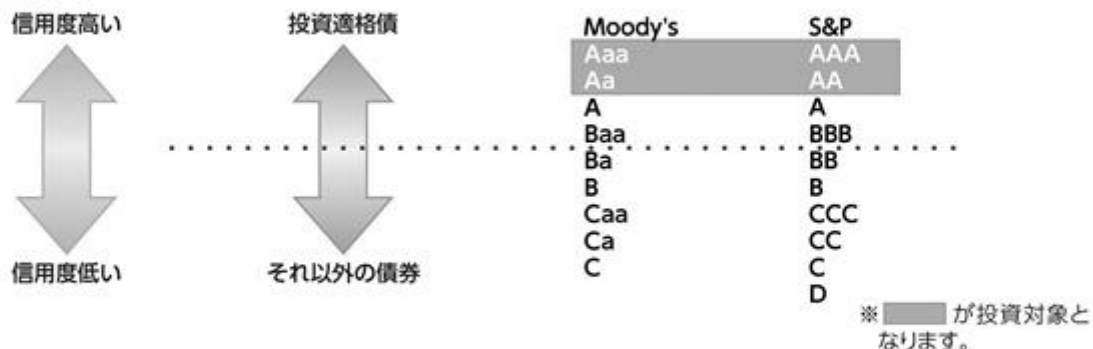 信用度高い 投資適格債 Moody's S&P
Aaa AAA
Aa AA
A A
Baa BBB
Ba BB
B B
Caa CCC
Ca CC
信用度低い それ以外の債券 C C
D
※ が投資対象と
なります。